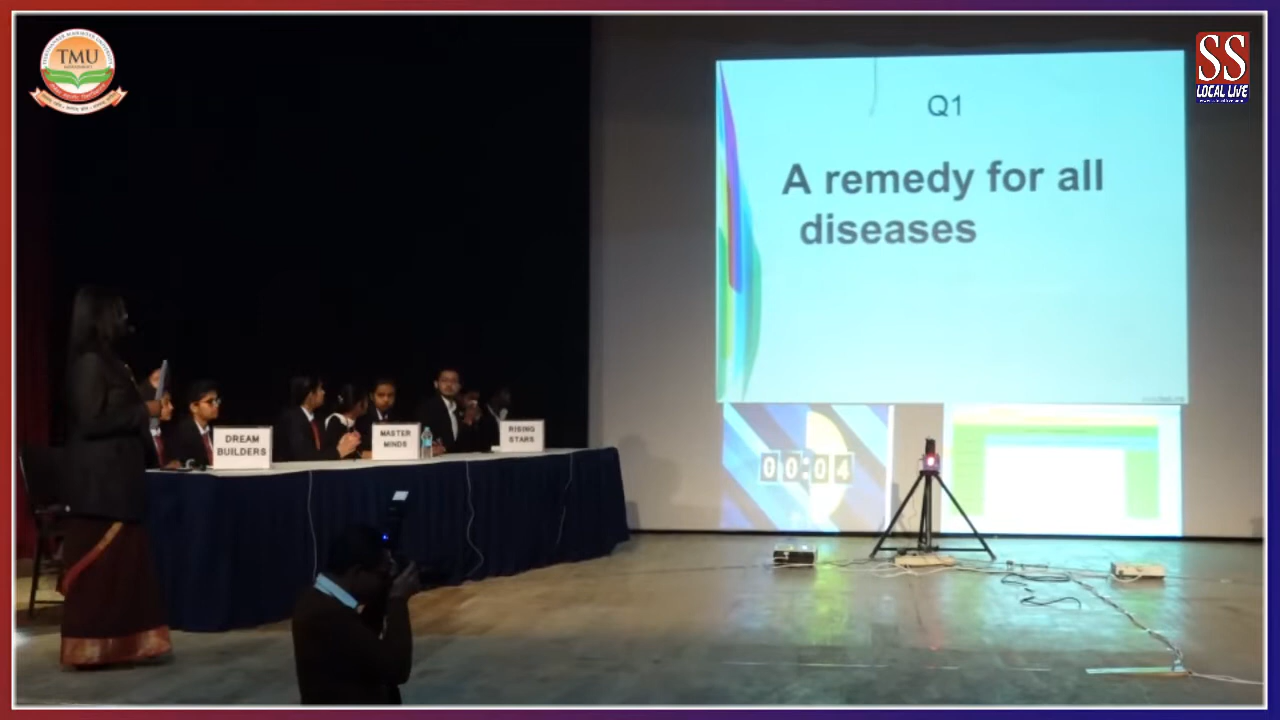 TMU
SS
LOCAL LIVE
Q1
A remedy for all
diseases
00:04
DREAM
BUILDERS
MASTER
MINDS
RISING
STARS